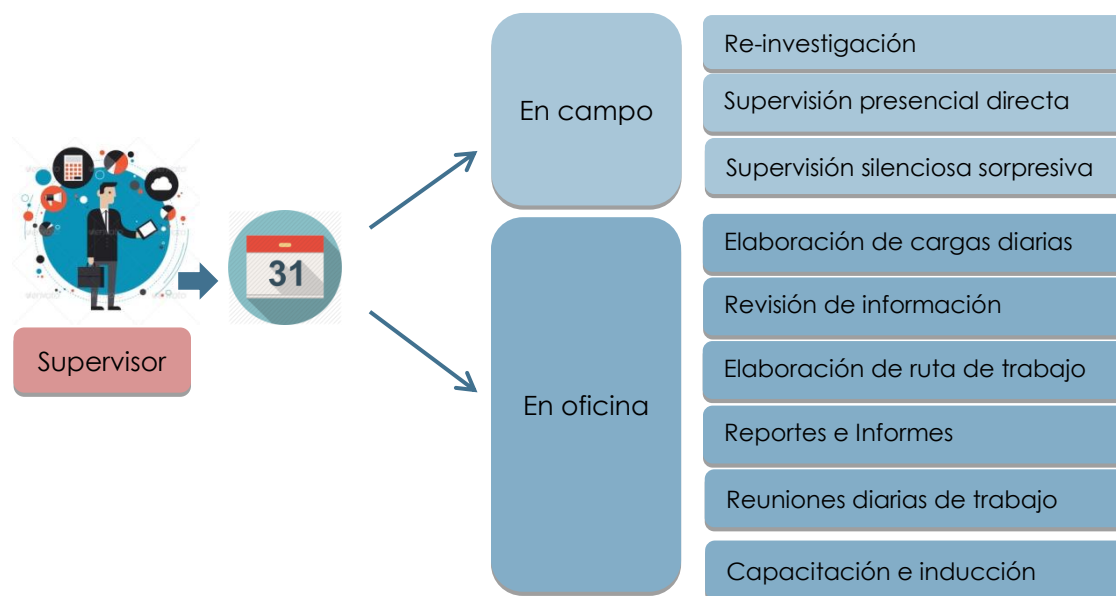 Supervisor
31
En campo
Re-investigación
Supervisión presencial directa
Supervisión silenciosa sorpresiva
En oficina
Elaboración de cargas diarias
Revisión de información
Elaboración de ruta de trabajo
Reportes e Informes
Reuniones diarias de trabajo
Capacitación e inducción